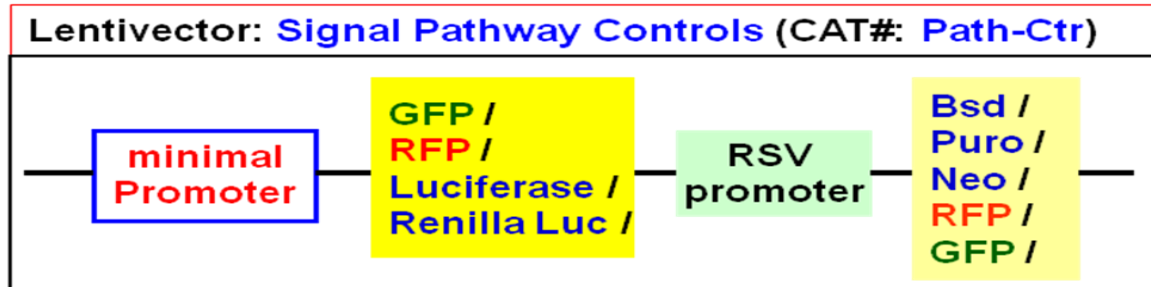 Lentivector: Signal Pathway Controls (CAT#: Path-Ctr)
minimal
Promoter
GFP /
RFP /
Luciferase /
Renilla Luc /
RSV
promoter
Bsd /
Puro /
Neo /
RFP /
GFP /